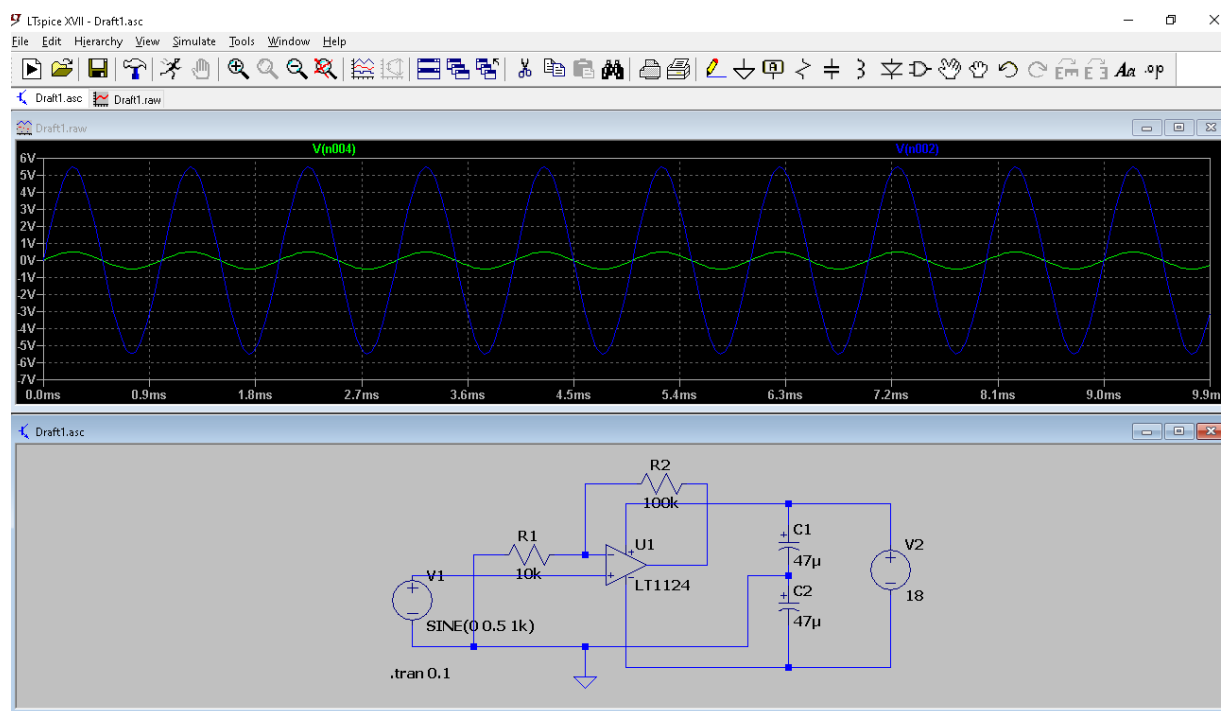 LTspice XVII - Draft1.asc
File Edit Hierarchy View Simulate Tools Window Help
Aa .op
Draft1.asc Draft1.raw
Draft1.raw
V(n004) V(n002)
6V
5V
4V
3V
2V
1V
0V
-1V
-2V
-3V
-4V
-5V
-6V
-7V
0.0ms 0.9ms 1.8ms 2.7ms 3.6ms 4.5ms 5.4ms 6.3ms 7.2ms 8.1ms 9.0ms 9.9m
Draft1.asc
R2
100k
R1
10k
U1
LT1124
V1
SINE(0 0.5 1k)
C1
47µ
C2
47µ
V2
18
.tran 0.1